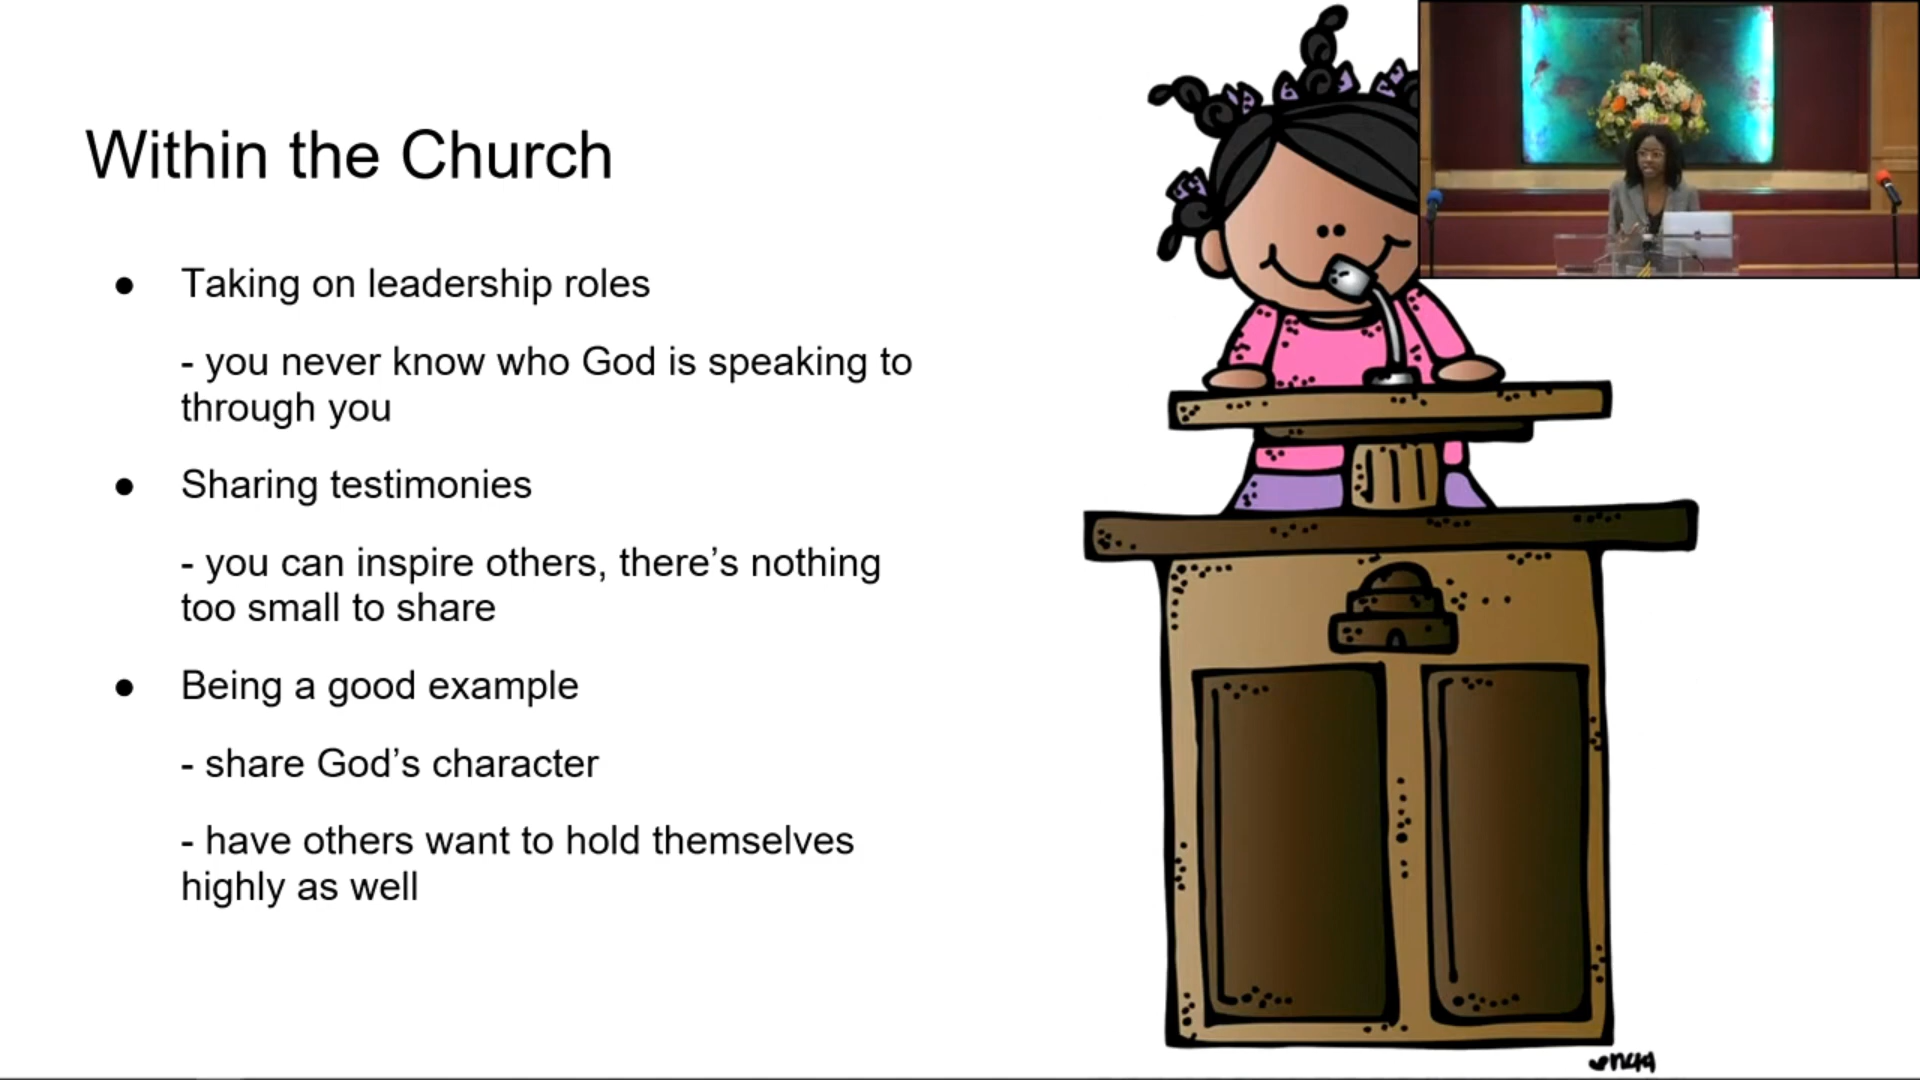 Within the Church
● Taking on leadership roles
- you never know who God is speaking to
through you
● Sharing testimonies
- you can inspire others, there’s nothing
too small to share
● Being a good example
- share God’s character
- have others want to hold themselves
highly as well